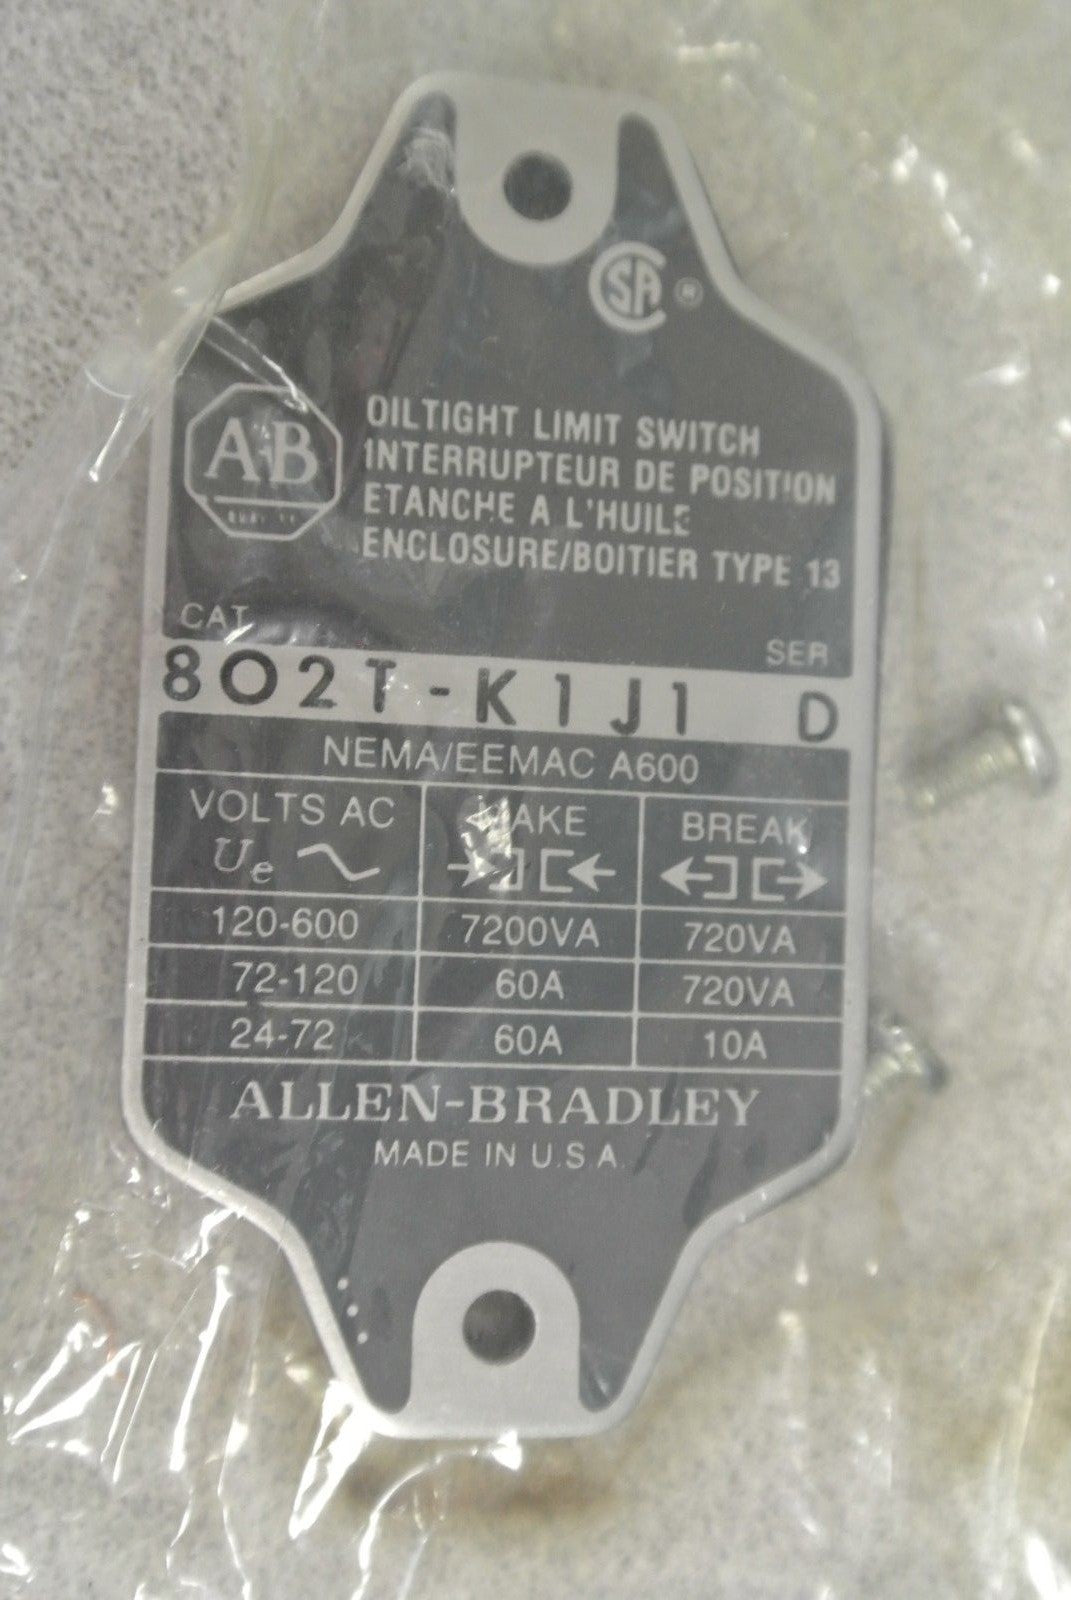 CSA ®
A-B
QUALITY
OILTIGHT LIMIT SWITCH
INTERRUPTEUR DE POSITION
ETANCHE A L'HUILE
ENCLOSURE/BOITIER TYPE 13
CAT
SER
802T-K1J1 D
NEMA/EEMAC A600
VOLTS AC MAKE BREAK
Ue
120-600 7200VA 720VA
72-120 60A 720VA
24-72 60A 10A
ALLEN-BRADLEY
MADE IN U.S.A.